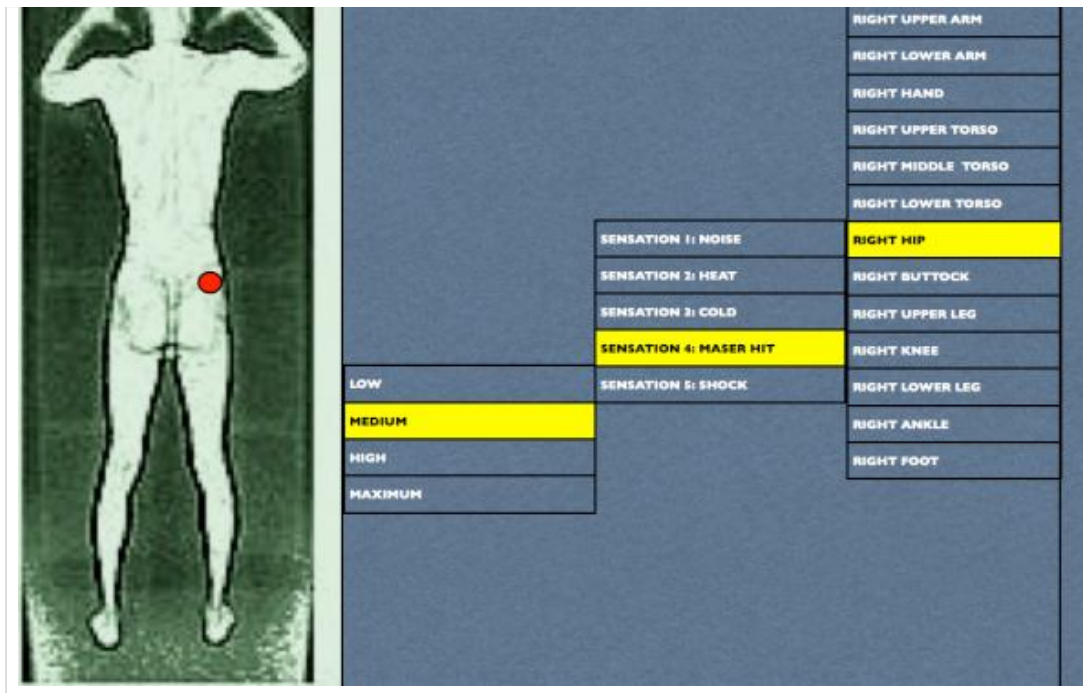 RIGHT UPPER ARM
RIGHT LOWER ARM
RIGHT HAND
RIGHT UPPER TORSO
RIGHT MIDDLE TORSO
RIGHT LOWER TORSO
RIGHT HIP
RIGHT BUTTOCK
RIGHT UPPER LEG
RIGHT KNEE
RIGHT LOWER LEG
RIGHT ANKLE
RIGHT FOOT
SENSATION 1: NOISE
SENSATION 2: HEAT
SENSATION 3: COLD
SENSATION 4: MASER HIT
SENSATION 5: SHOCK
LOW
MEDIUM
HIGH
MAXIMUM